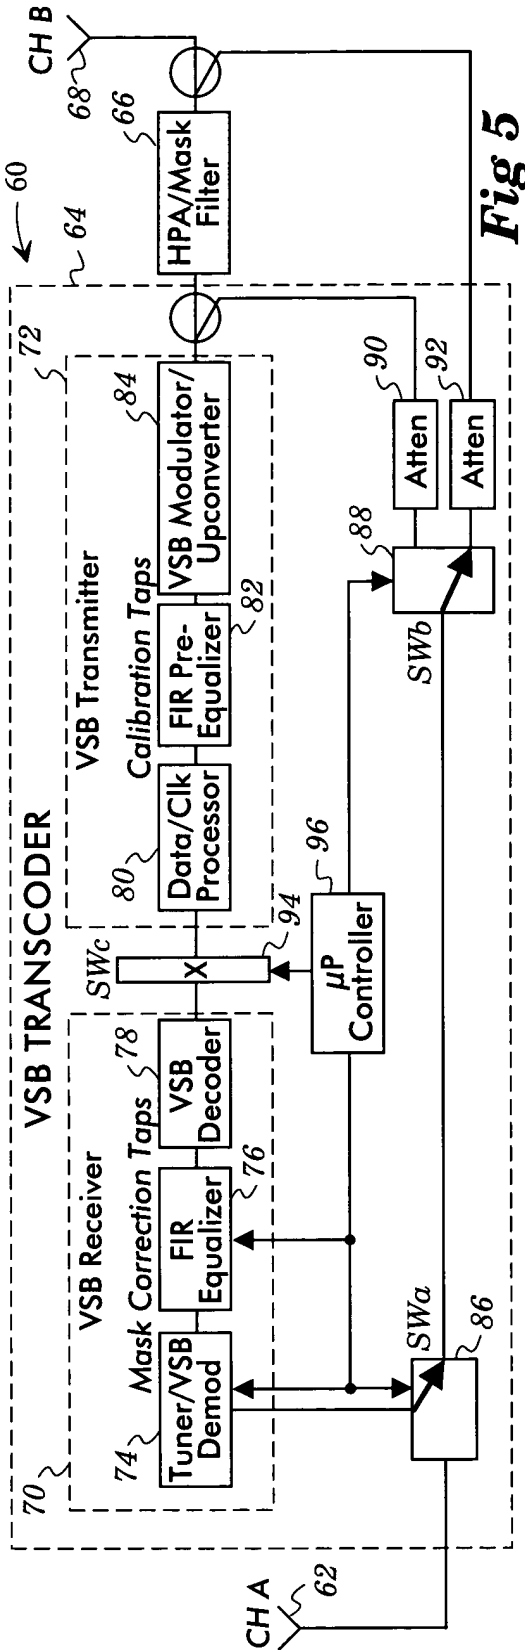 60
64
VSB TRANSCODER
70
72
VSB Receiver
VSB Transmitter
Mask Correction Taps
Calibration Taps
74
Tuner/VSB
Demod
FIR
Equalizer
76
78
VSB
Decoder
SWc
X
94
80
Data/Clk
Processor
FIR Pre-
Equalizer
82
84
VSB Modulator/
Upconverter
HPA/Mask
Filter
66
68
CH B
CH A
62
SWa
86
µP
Controller
96
SWb
88
Atten
90
Atten
92
Fig 5